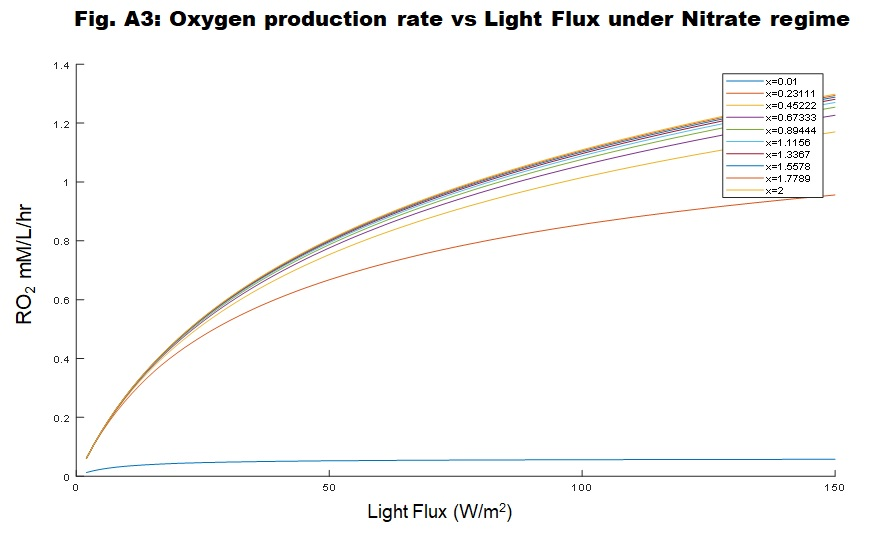 Fig. A3: Oxygen production rate vs Light Flux under Nitrate regime
1.4
1.2
1
0.8
0.6
0.4
0.2
0
RO₂ mM/L/hr
x=0.01
x=0.23111
x=0.45222
x=0.67333
x=0.89444
x=1.1156
x=1.3367
x=1.5578
x=1.7789
x=2
0 50 100 150
Light Flux (W/m²)